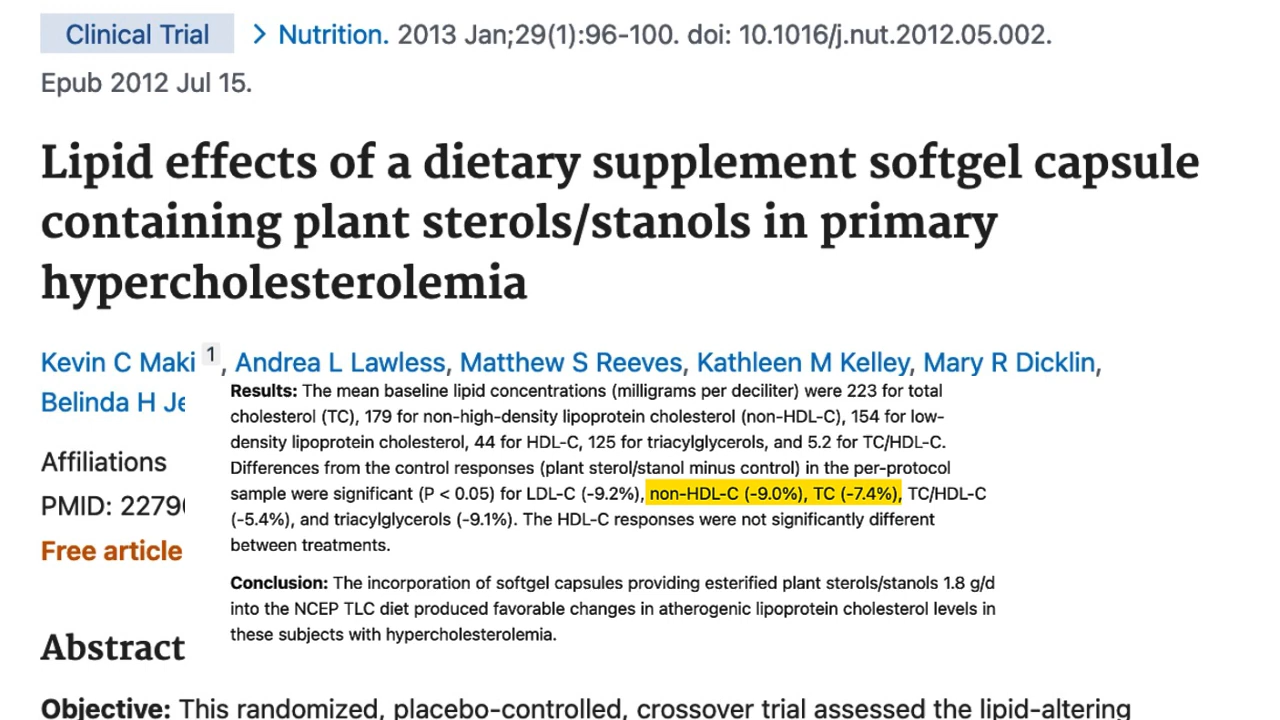 Clinical Trial > Nutrition. 2013 Jan;29(1):96-100. doi: 10.1016/j.nut.2012.05.002.
Epub 2012 Jul 15.
Lipid effects of a dietary supplement softgel capsule
containing plant sterols/stanols in primary
hypercholesterolemia
Kevin C Maki 1, Andrea L Lawless, Matthew S Reeves, Kathleen M Kelley, Mary R Dicklin,
Belinda H Je
Affiliations
PMID: 2279
Free article
Results: The mean baseline lipid concentrations (milligrams per deciliter) were 223 for total
cholesterol (TC), 179 for non-high-density lipoprotein cholesterol (non-HDL-C), 154 for low-
density lipoprotein cholesterol, 44 for HDL-C, 125 for triacylglycerols, and 5.2 for TC/HDL-C.
Differences from the control responses (plant sterol/stanol minus control) in the per-protocol
sample were significant (P < 0.05) for LDL-C (-9.2%), non-HDL-C (-9.0%), TC (-7.4%), TC/HDL-C
(-5.4%), and triacylglycerols (-9.1%). The HDL-C responses were not significantly different
between treatments.
Conclusion: The incorporation of softgel capsules providing esterified plant sterols/stanols 1.8 g/d
into the NCEP TLC diet produced favorable changes in atherogenic lipoprotein cholesterol levels in
these subjects with hypercholesterolemia.
Abstract
Objective: This randomized, placebo-controlled, crossover trial assessed the lipid-altering